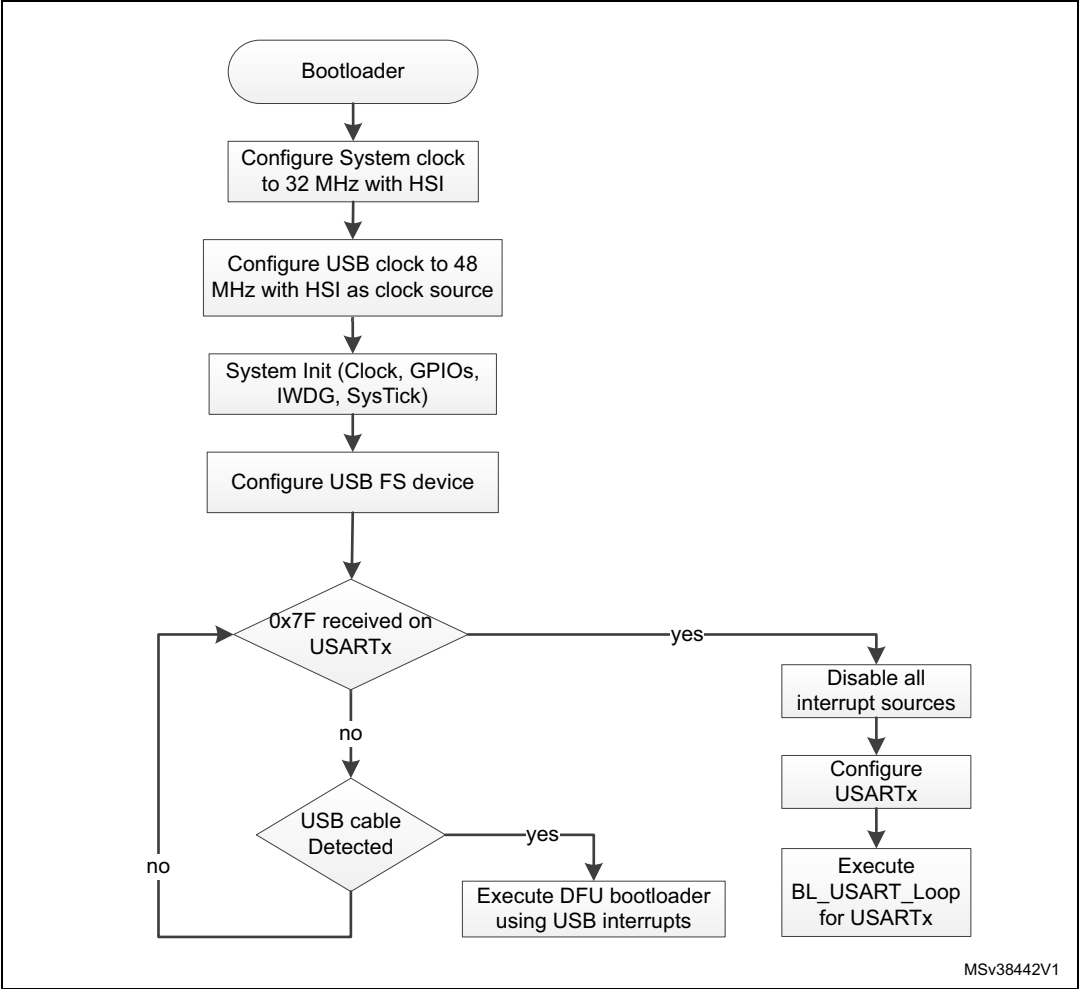 Bootloader
Configure System clock
to 32 MHz with HSI
Configure USB clock to 48
MHz with HSI as clock source
System Init (Clock, GPIOs,
IWDG, SysTick)
Configure USB FS device
0x7F received on
USARTx
yes
Disable all
interrupt sources
no
Configure
USARTx
USB cable
Detected
yes
no
Execute DFU bootloader
using USB interrupts
Execute
BL_USART_Loop
for USARTx
MSv38442V1